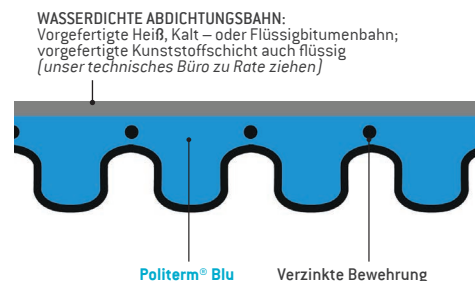 WASSERDICHTE ABDICHTUNGSBAHN:
Vorgefertigte Heiß, Kalt – oder Flüssigbitumenbahn;
vorgefertigte Kunststoffschicht auch flüssig
(unser technisches Büro zu Rate ziehen)
Politerm® Blu
Verzinkte Bewehrung